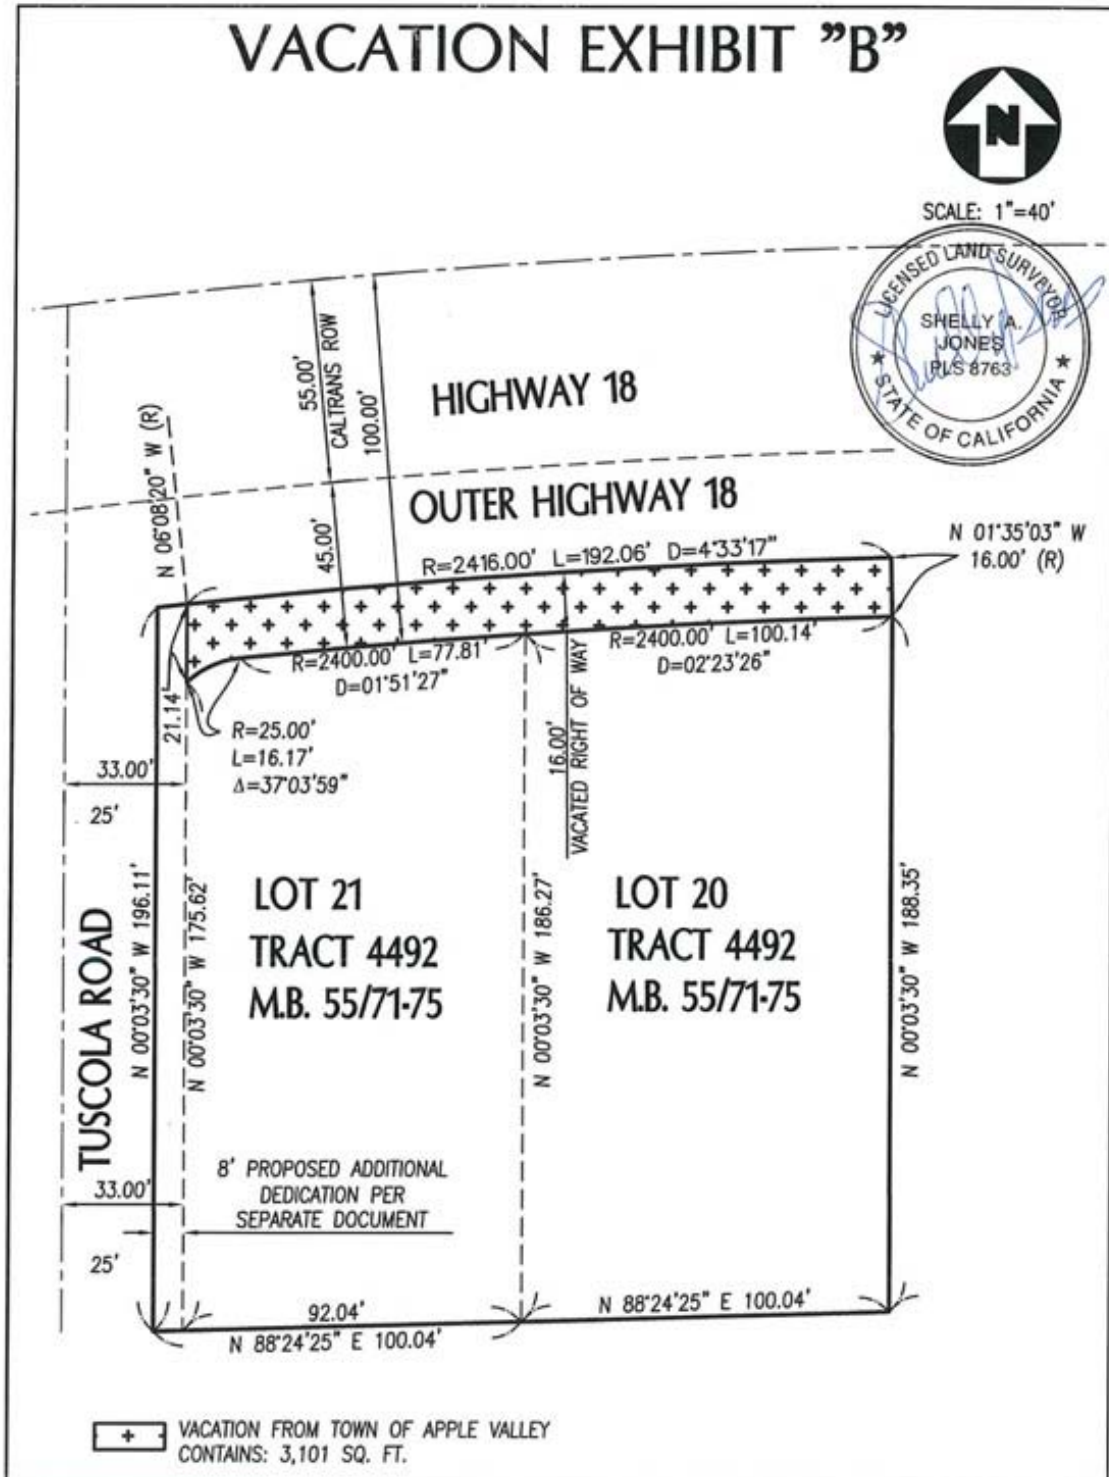 VACATION EXHIBIT "B"
N
SCALE: 1"=40'
LICENSED LAND SURVEYOR
SHELLY A.
JONES
PLS 8763
STATE OF CALIFORNIA
55.00'
CALTRANS ROW
100.00'
HIGHWAY 18
N 06°08'20" W (R)
45.00'
OUTER HIGHWAY 18
N 01°35'03" W
16.00' (R)
R=2416.00' L=192.06' D=4°33'17"
R=2400.00' L=77.81'
D=01°51'27"
R=2400.00' L=100.14'
D=02°23'26"
21.14'
R=25.00'
L=16.17'
Δ=37°03'59"
16.00'
VACATED RIGHT OF WAY
33.00'
25'
TUSCOLA ROAD
N 00°03'30" W 196.11'
N 00°03'30" W 175.62'
LOT 21
TRACT 4492
M.B. 55/71-75
N 00°03'30" W 186.27'
LOT 20
TRACT 4492
M.B. 55/71-75
N 00°03'30" W 188.35'
8' PROPOSED ADDITIONAL
DEDICATION PER
SEPARATE DOCUMENT
33.00'
25'
92.04'
N 88°24'25" E 100.04'
N 88°24'25" E 100.04'
VACATION FROM TOWN OF APPLE VALLEY
CONTAINS: 3,101 SQ. FT.